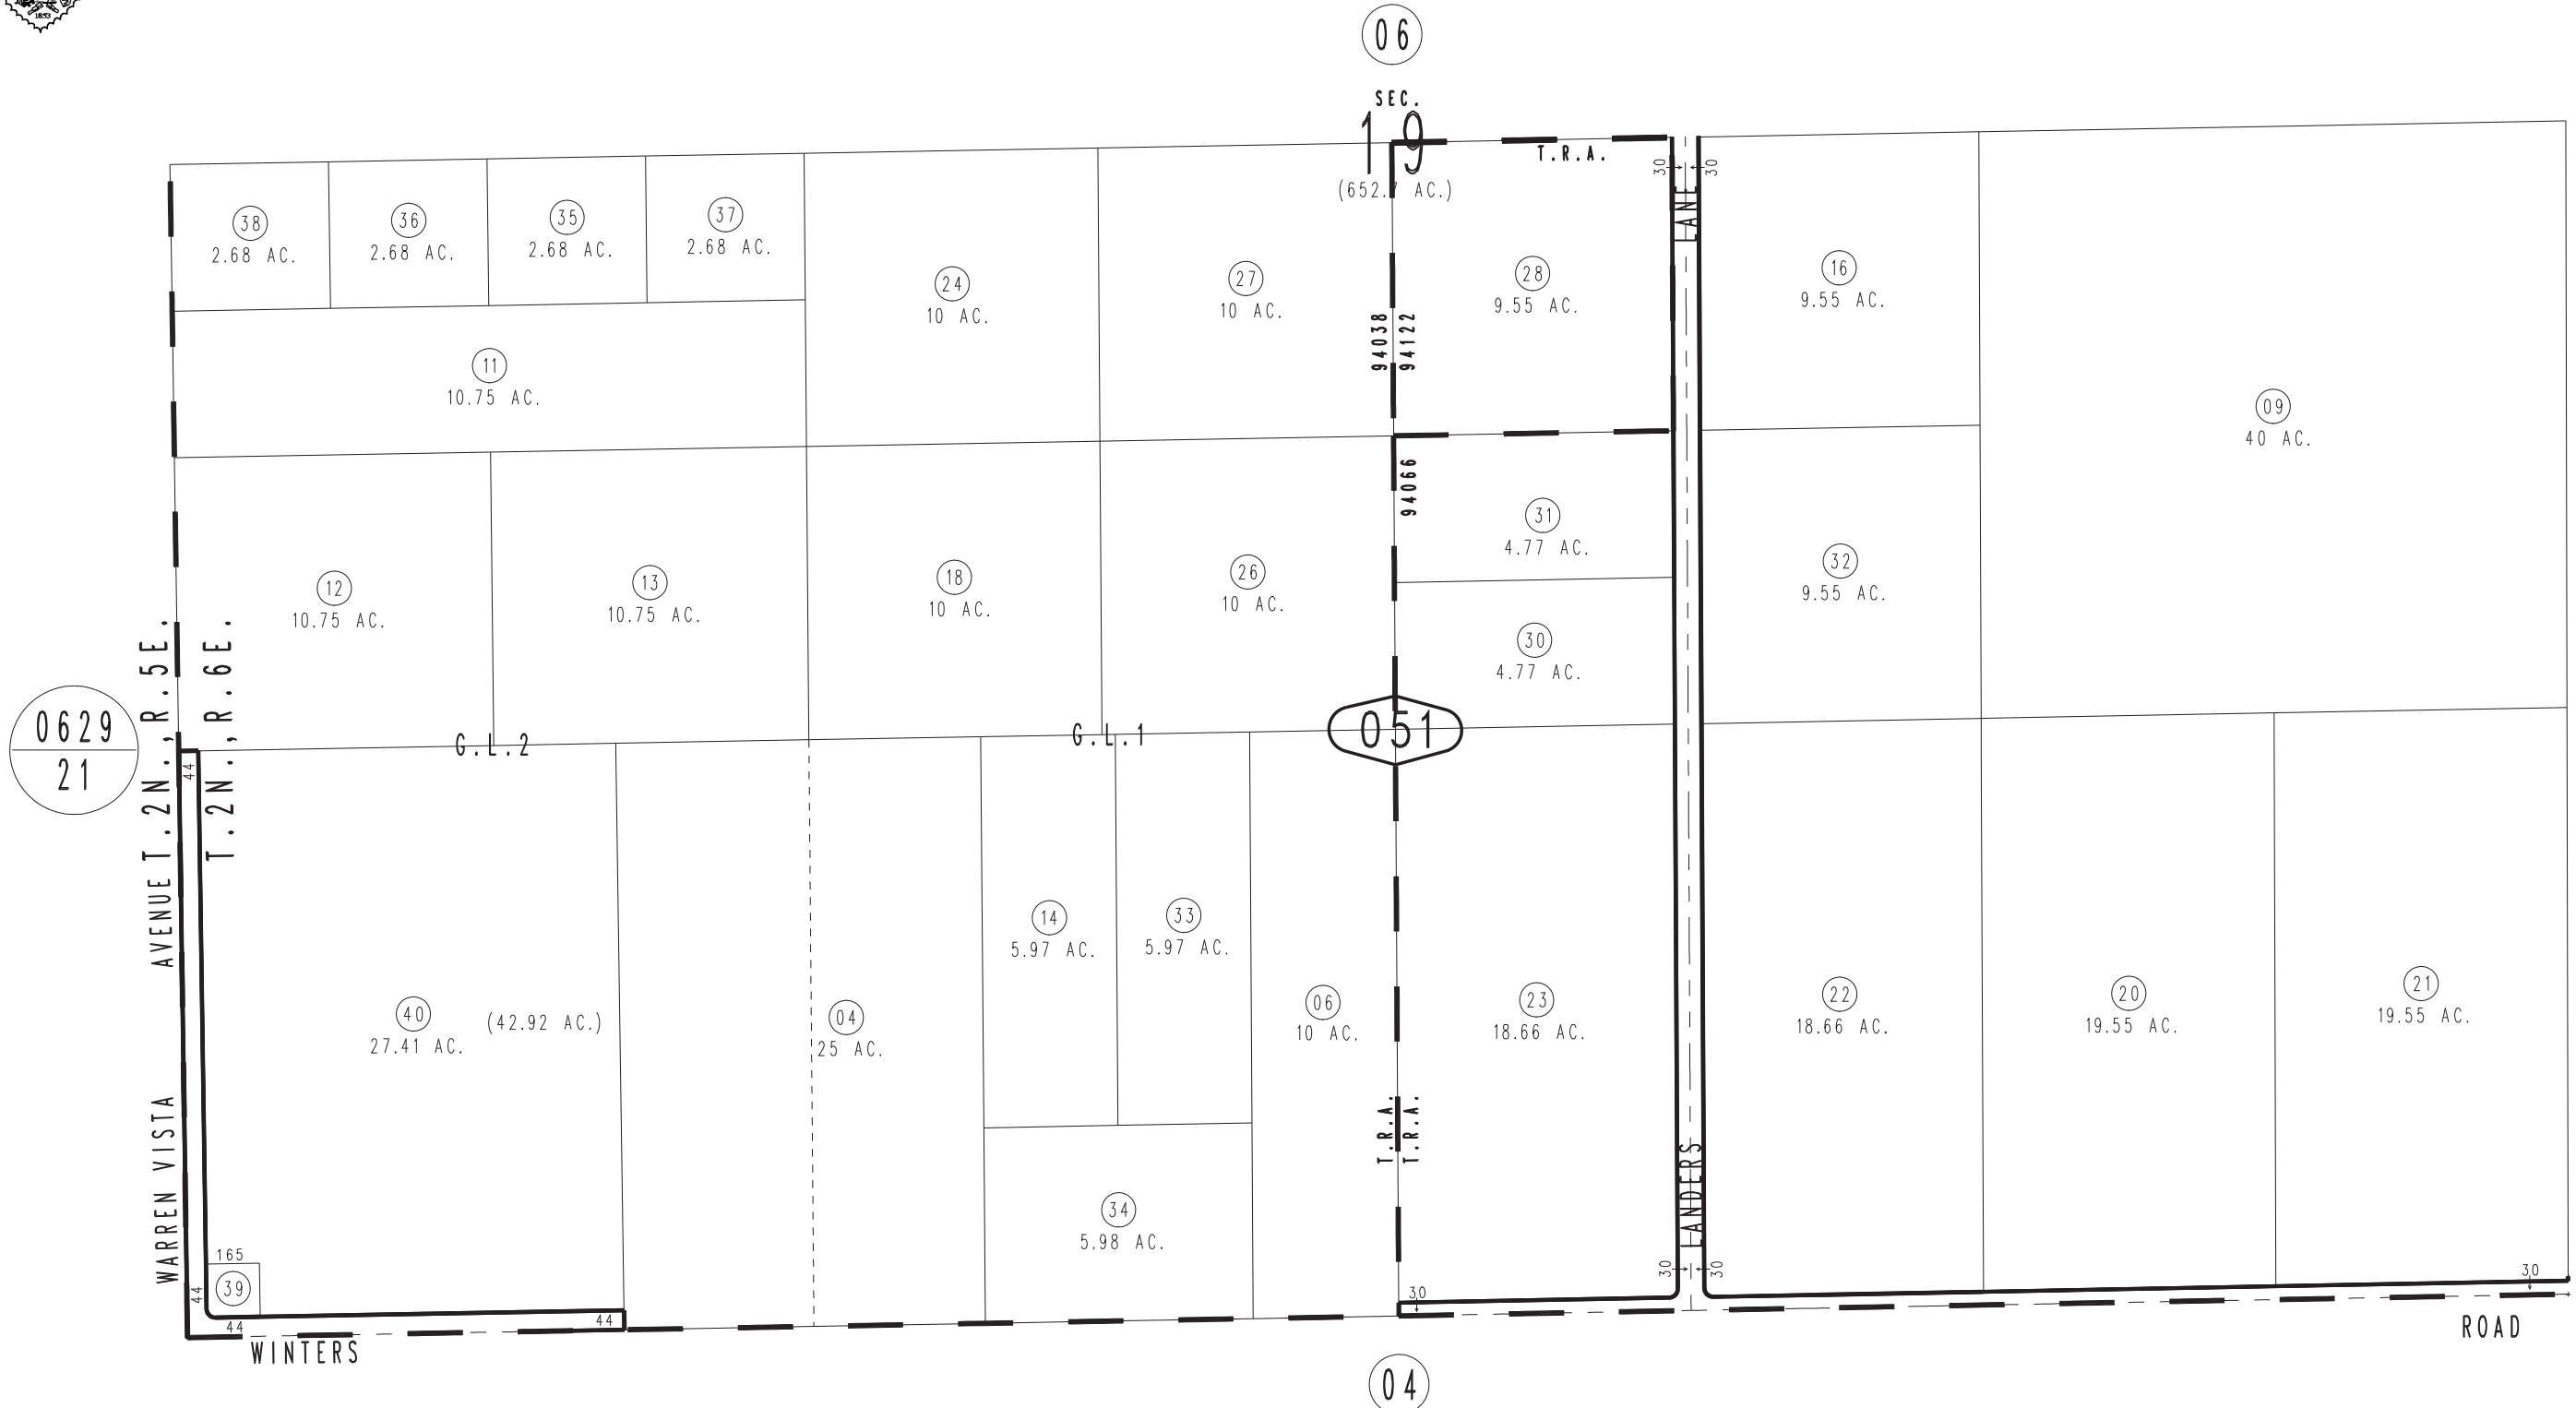 1853
06
SEC.
19
(652.7 AC.)
T.R.A.
30
30
LANE
38
2.68 AC.
36
2.68 AC.
35
2.68 AC.
37
2.68 AC.
24
10 AC.
27
10 AC.
28
9.55 AC.
16
9.55 AC.
09
40 AC.
11
10.75 AC.
94038
94122
94066
12
10.75 AC.
13
10.75 AC.
18
10 AC.
26
10 AC.
31
4.77 AC.
30
4.77 AC.
32
9.55 AC.
0629
21
AVENUE T.2N.,R.5E.
T.2N.,R.6E.
44
G.L.2
G.L.1
051
40
27.41 AC.
(42.92 AC.)
04
25 AC.
14
5.97 AC.
33
5.97 AC.
06
10 AC.
23
18.66 AC.
22
18.66 AC.
20
19.55 AC.
21
19.55 AC.
34
5.98 AC.
T.R.A.
T.R.A.
WARREN VISTA
LANDERS
165
39
44
44
44
30
30
30
30
WINTERS
ROAD
04